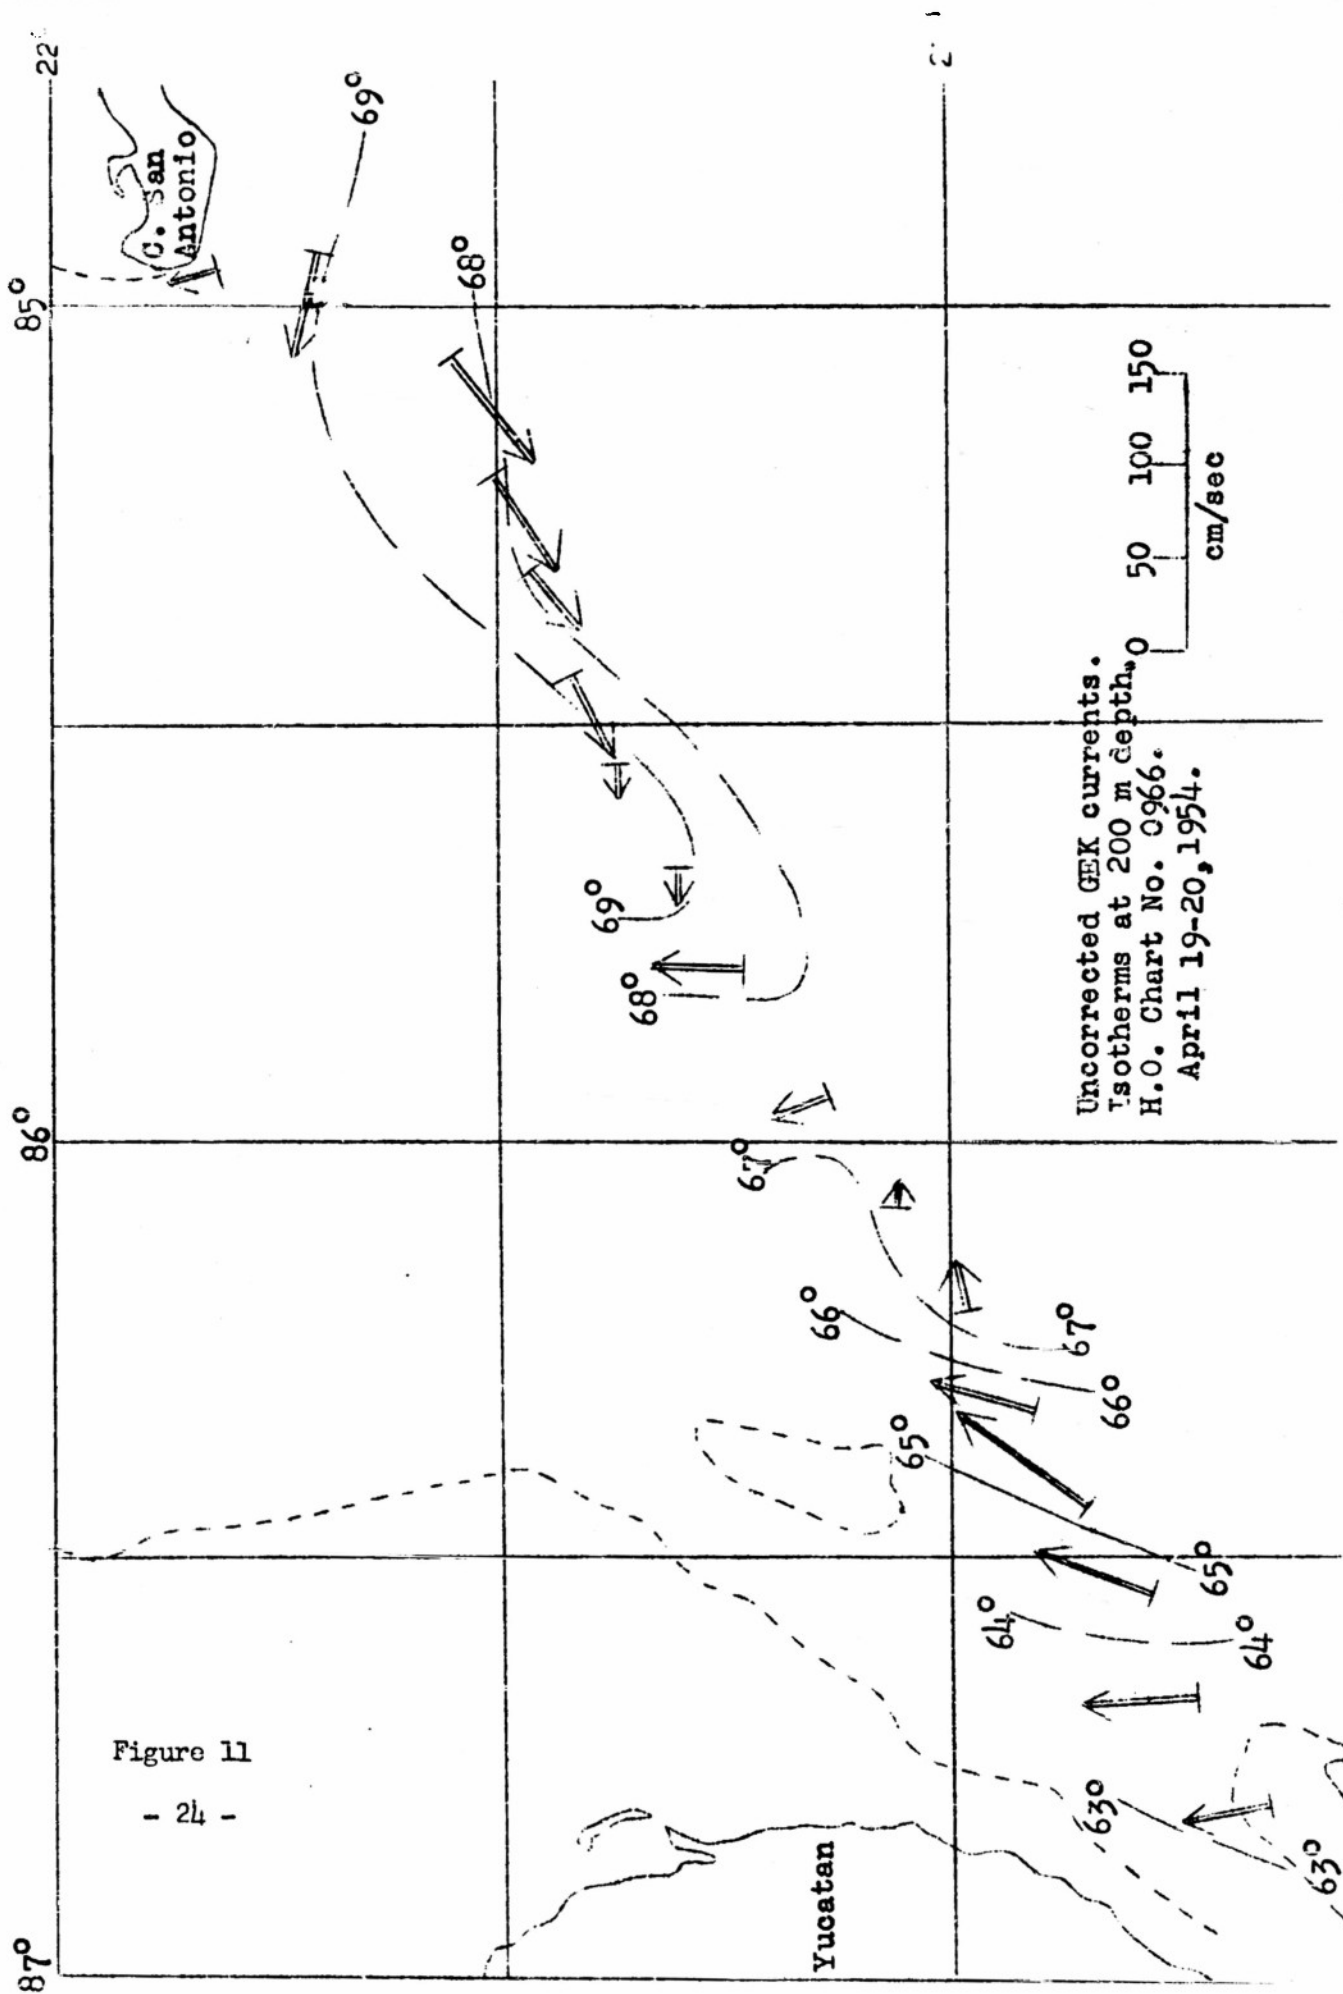 87°
86°
85°
22
C. San
Antonio
69°
68°
69°
68°
67°
66°
67°
66°
65°
65°
64°
64°
63°
63°
Yucatan
Uncorrected GEK currents.
Isotherms at 200 m depth.
H.O. Chart No. 0966.
April 19-20, 1954.
0 50 100 150
cm/sec
Figure 11
- 24 -